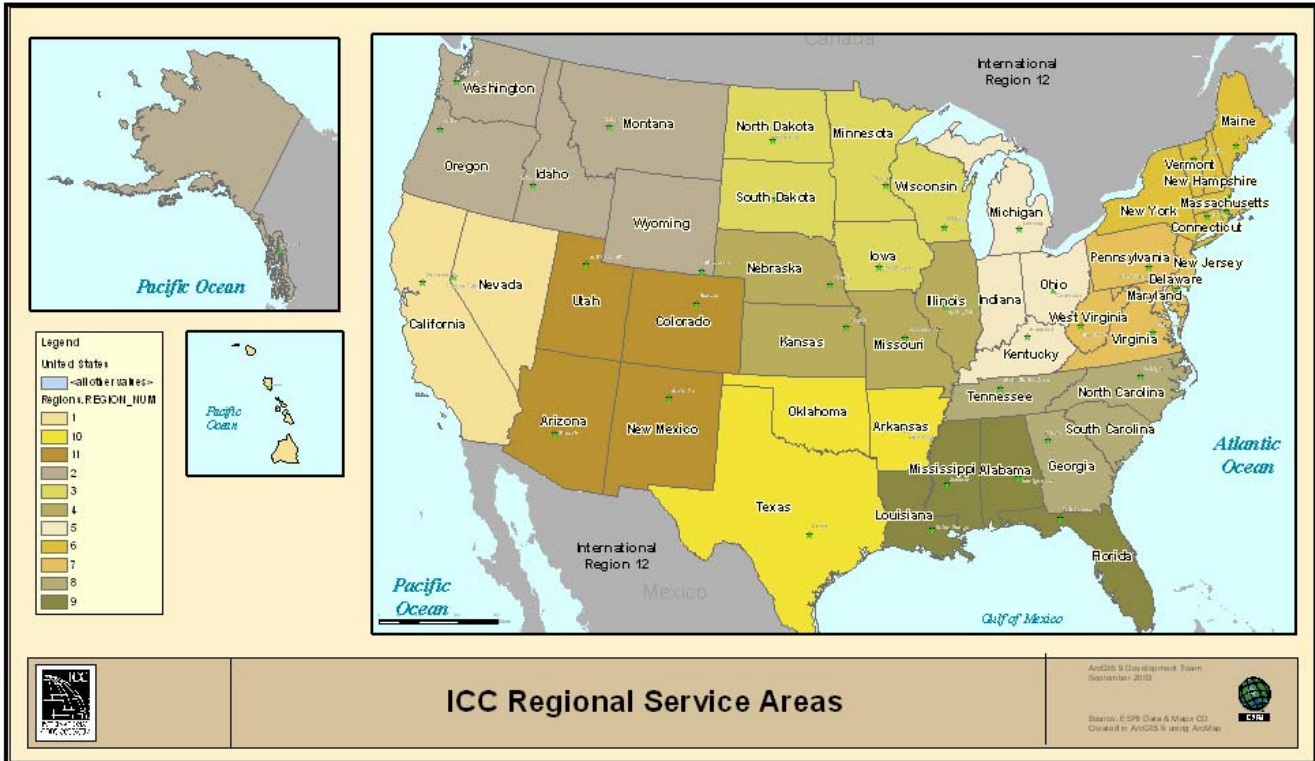 Canada
International
Region 12
Washington
Montana
North Dakota
Minnesota
Maine
Oregon
Idaho
Vermont
New Hampshire
South Dakota
Wisconsin
Massachusetts
Michigan
New York
Connecticut
Wyoming
Pacific Ocean
Nebraska
Iowa
Pennsylvania
New Jersey
Nevada
Ohio
Delaware
Utah
Illinois
Indiana
Maryland
California
Colorado
West Virginia
Kansas
Missouri
Virginia
Kentucky
Legend
United States
<all other values>
Regions.REGION_NUM
1
10
11
2
3
4
5
6
7
8
9
Pacific
Ocean
Tennessee
North Carolina
Oklahoma
Arkansas
Arizona
New Mexico
South Carolina
Georgia
Atlantic
Ocean
Mississippi
Alabama
Texas
Louisiana
International
Region 12
Florida
Mexico
Pacific
Ocean
Gulf of Mexico
ICC
ICC Regional Service Areas
ArcGIS 9 Development Team
September 2003
Source: ESRI Data & Maps CD
Created in ArcGIS 9 using ArcMap
ESRI